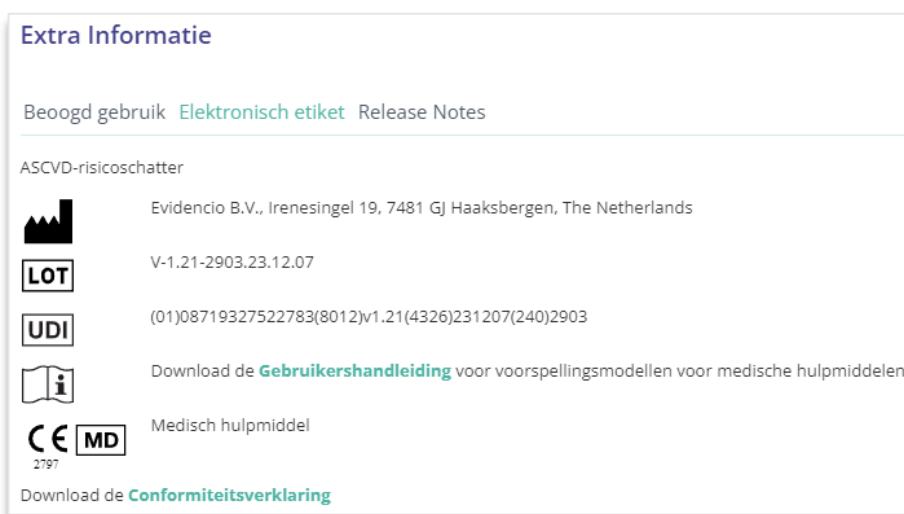 Extra Informatie
Beoogd gebruik Elektronisch etiket Release Notes
ASCVD-risicoschatter
Evidencio B.V., Irenesingel 19, 7481 GJ Haaksbergen, The Netherlands
LOT V-1.21-2903.23.12.07
UDI (01)08719327522783(8012)v1.21(4326)231207(240)2903
i Download de Gebruikershandleiding voor voorspellingsmodellen voor medische hulpmiddelen
CE MD Medisch hulpmiddel
2797
Download de Conformiteitsverklaring